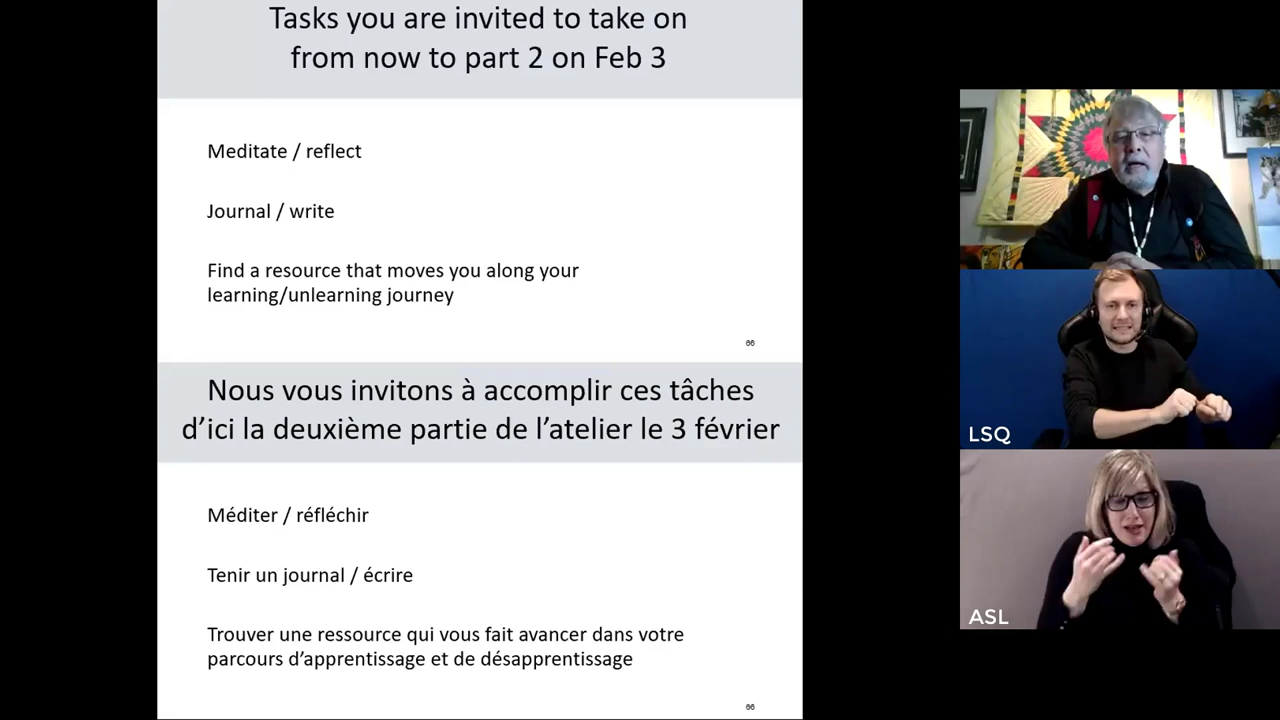 Tasks you are invited to take on
from now to part 2 on Feb 3
Meditate / reflect
Journal / write
Find a resource that moves you along your
learning/unlearning journey
66
Nous vous invitons à accomplir ces tâches
d’ici la deuxième partie de l’atelier le 3 février
Méditer / réfléchir
Tenir un journal / écrire
Trouver une ressource qui vous fait avancer dans votre
parcours d’apprentissage et de désapprentissage
66
LSQ
ASL